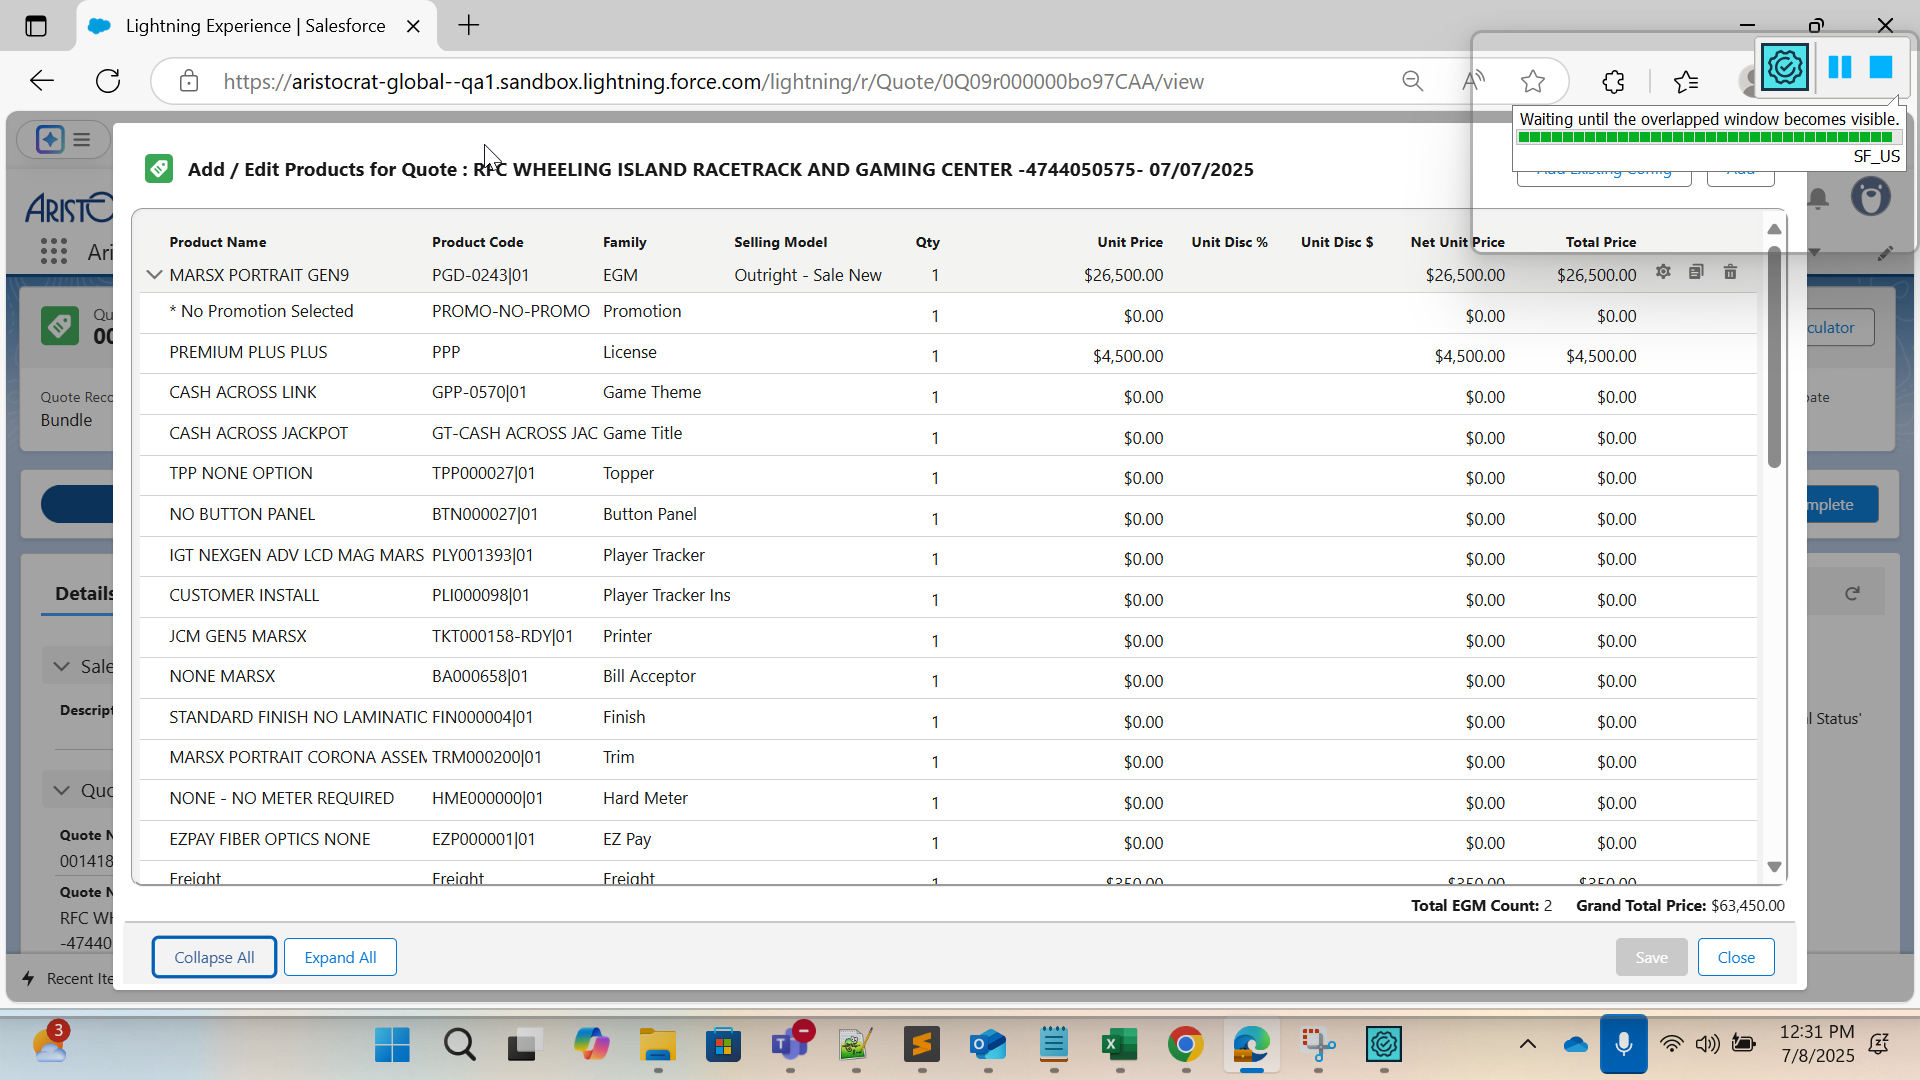 Lightning Experience | Salesforce
https://aristocrat-global--qa1.sandbox.lightning.force.com/lightning/r/Quote/0Q09r000000bo97CAA/view
Waiting until the overlapped window becomes visible.
SF_US
Add / Edit Products for Quote : RFC WHEELING ISLAND RACETRACK AND GAMING CENTER -4744050575- 07/07/2025
Add Existing Config
Add
ARISTO
Ari
Product Name Product Code Family Selling Model Qty Unit Price Unit Disc % Unit Disc $ Net Unit Price Total Price
MARSX PORTRAIT GEN9 PGD-0243|01 EGM Outright - Sale New 1 $26,500.00 $26,500.00 $26,500.00
* No Promotion Selected PROMO-NO-PROMO Promotion 1 $0.00 $0.00 $0.00
PREMIUM PLUS PLUS PPP License 1 $4,500.00 $4,500.00 $4,500.00
CASH ACROSS LINK GPP-0570|01 Game Theme 1 $0.00 $0.00 $0.00
CASH ACROSS JACKPOT GT-CASH ACROSS JAC Game Title 1 $0.00 $0.00 $0.00
TPP NONE OPTION TPP000027|01 Topper 1 $0.00 $0.00 $0.00
NO BUTTON PANEL BTN000027|01 Button Panel 1 $0.00 $0.00 $0.00
IGT NEXGEN ADV LCD MAG MARS PLY001393|01 Player Tracker 1 $0.00 $0.00 $0.00
CUSTOMER INSTALL PLI000098|01 Player Tracker Ins 1 $0.00 $0.00 $0.00
JCM GEN5 MARSX TKT000158-RDY|01 Printer 1 $0.00 $0.00 $0.00
NONE MARSX BA000658|01 Bill Acceptor 1 $0.00 $0.00 $0.00
STANDARD FINISH NO LAMINATIC FIN000004|01 Finish 1 $0.00 $0.00 $0.00
MARSX PORTRAIT CORONA ASSEM TRM000200|01 Trim 1 $0.00 $0.00 $0.00
NONE - NO METER REQUIRED HME000000|01 Hard Meter 1 $0.00 $0.00 $0.00
EZPAY FIBER OPTICS NONE EZP000001|01 EZ Pay 1 $0.00 $0.00 $0.00
Freight Freight Freight 1 $350.00 $350.00 $350.00
Total EGM Count: 2 Grand Total Price: $63,450.00
Collapse All
Expand All
Save
Close
Qu
00
culator
Quote Reco
Bundle
ate
mplete
Details
Sale
Descript
l Status'
Quo
Quote N
001418
Quote N
RFC WH
-47440
Recent Ite
3
12:31 PM
7/8/2025